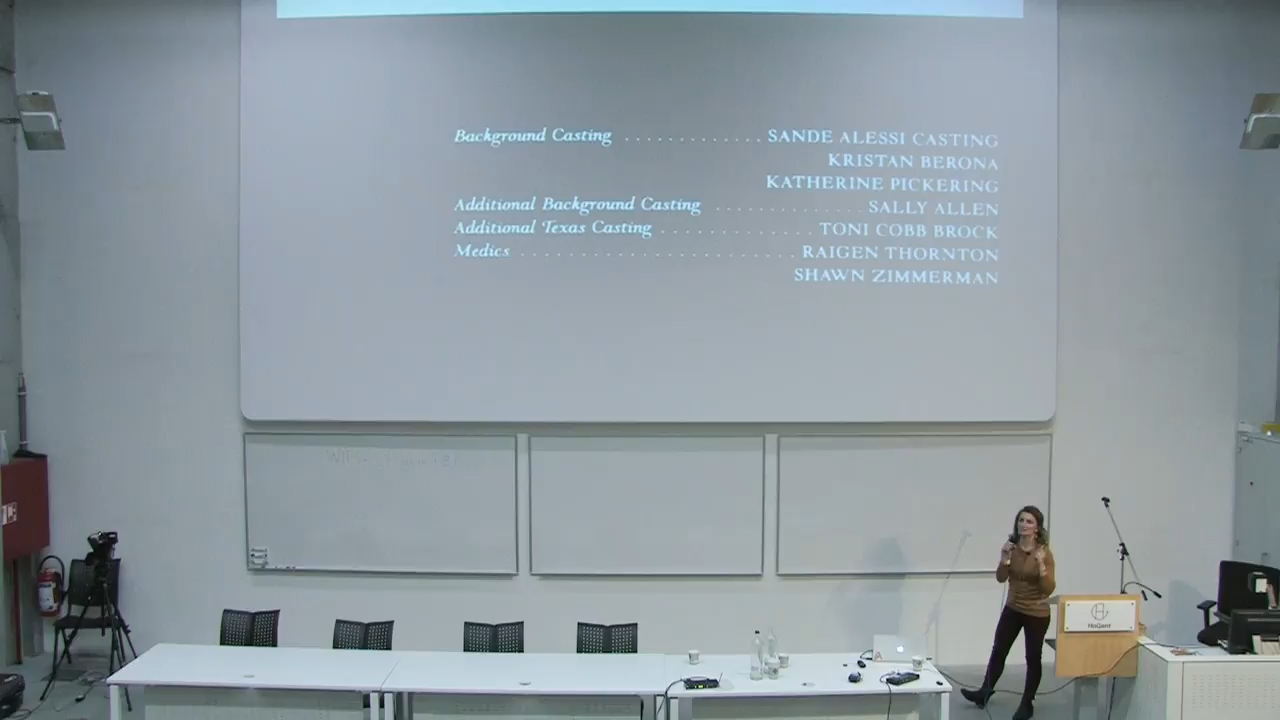 Background Casting . . . . . . . . . . . . . SANDE ALESSI CASTING
KRISTAN BERONA
KATHERINE PICKERING
Additional Background Casting . . . . . . . . . . . . . SALLY ALLEN
Additional Texas Casting . . . . . . . . . . . . . TONI COBB BROCK
Medics . . . . . . . . . . . . . . . . . . . . . . . . RAIGEN THORNTON
SHAWN ZIMMERMAN
HoGent